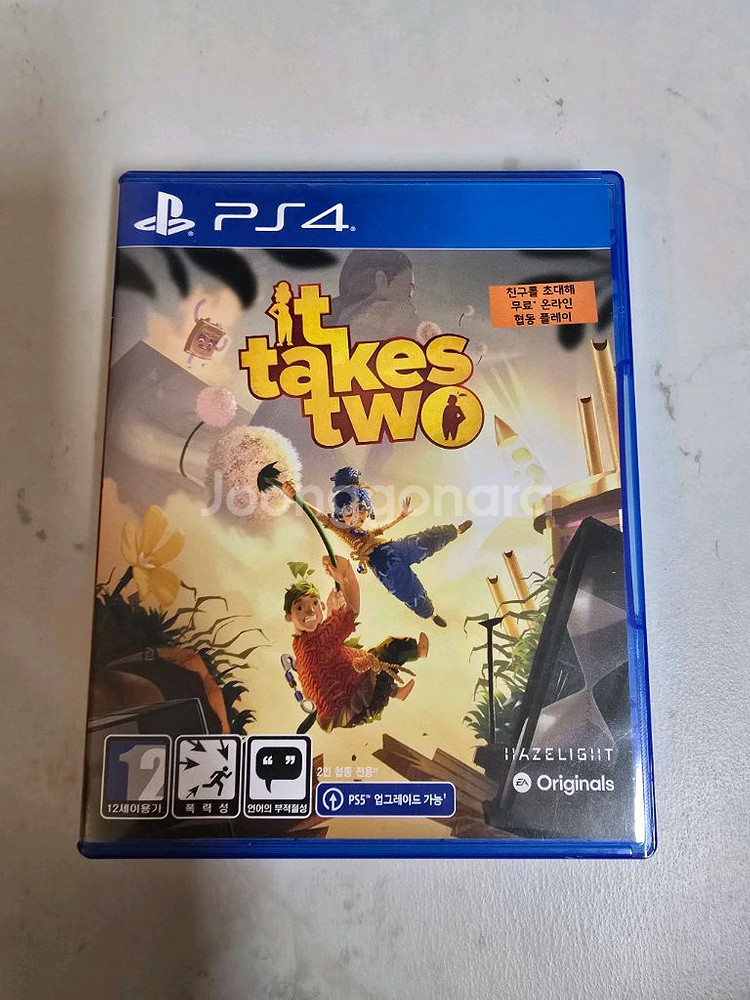 PS4
친구를 초대해
무료* 온라인
협동 플레이
it
takes
two
Joonggonara
HAZELIGHT
EA Originals
12
12세이용가
폭력성
언어의 부적절성
2인 협동 전용††
PS5™ 업그레이드 가능†